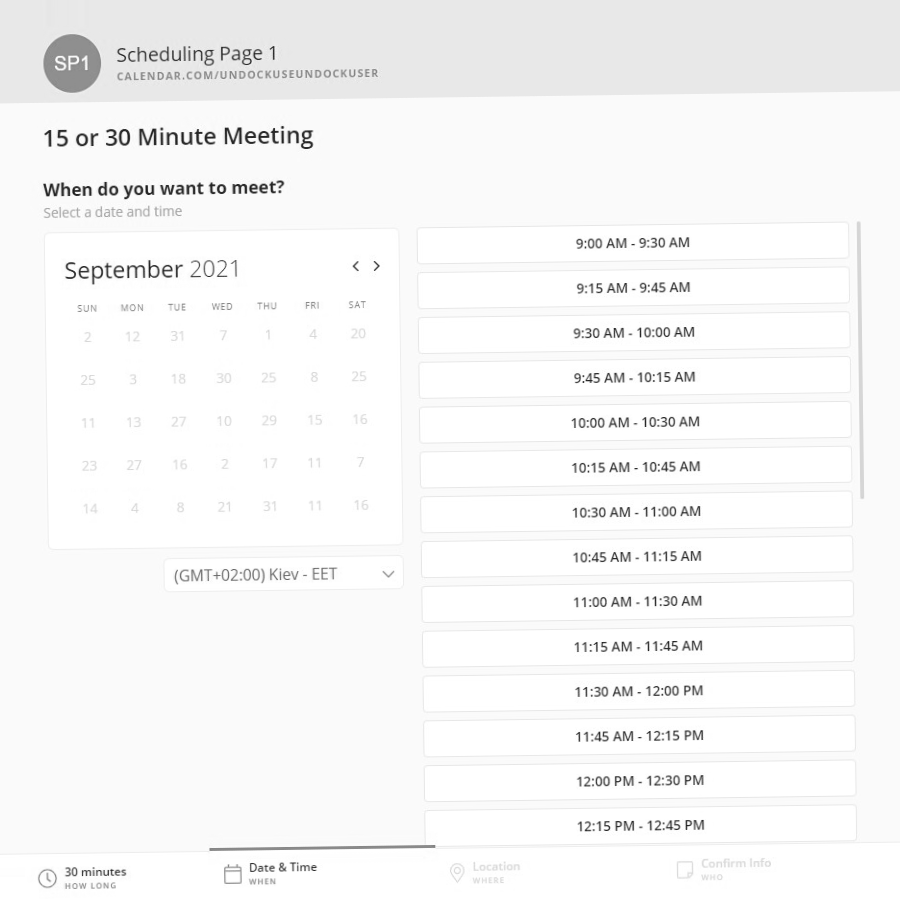 SP1
Scheduling Page 1
CALENDAR.COM/UNDOCKUSEUNDOCKUSER
15 or 30 Minute Meeting
When do you want to meet?
Select a date and time
September 2021
SUN MON TUE WED THU FRI SAT
2 12 31 7 1 4 20
25 3 18 30 25 8 25
11 13 27 10 29 15 16
23 27 16 2 17 11 7
14 4 8 21 31 11 16
(GMT+02:00) Kiev - EET
9:00 AM - 9:30 AM
9:15 AM - 9:45 AM
9:30 AM - 10:00 AM
9:45 AM - 10:15 AM
10:00 AM - 10:30 AM
10:15 AM - 10:45 AM
10:30 AM - 11:00 AM
10:45 AM - 11:15 AM
11:00 AM - 11:30 AM
11:15 AM - 11:45 AM
11:30 AM - 12:00 PM
11:45 AM - 12:15 PM
12:00 PM - 12:30 PM
12:15 PM - 12:45 PM
30 minutes
HOW LONG
Date & Time
WHEN
Location
WHERE
Confirm Info
WHO